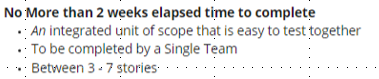 No More than 2 weeks elapsed time to complete
· An integrated unit of scope that is easy to test together
· To be completed by a Single Team
· Between 3 - 7 stories